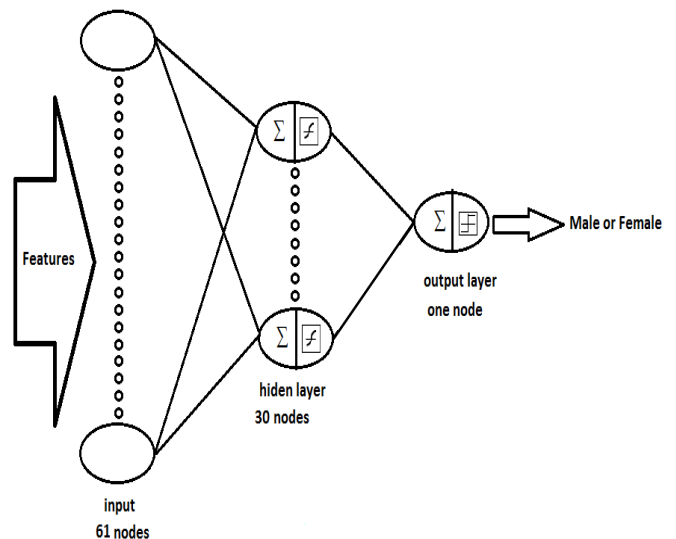 Features
input
61 nodes
∑ f
∑ f
hiden layer
30 nodes
∑
output layer
one node
Male or Female